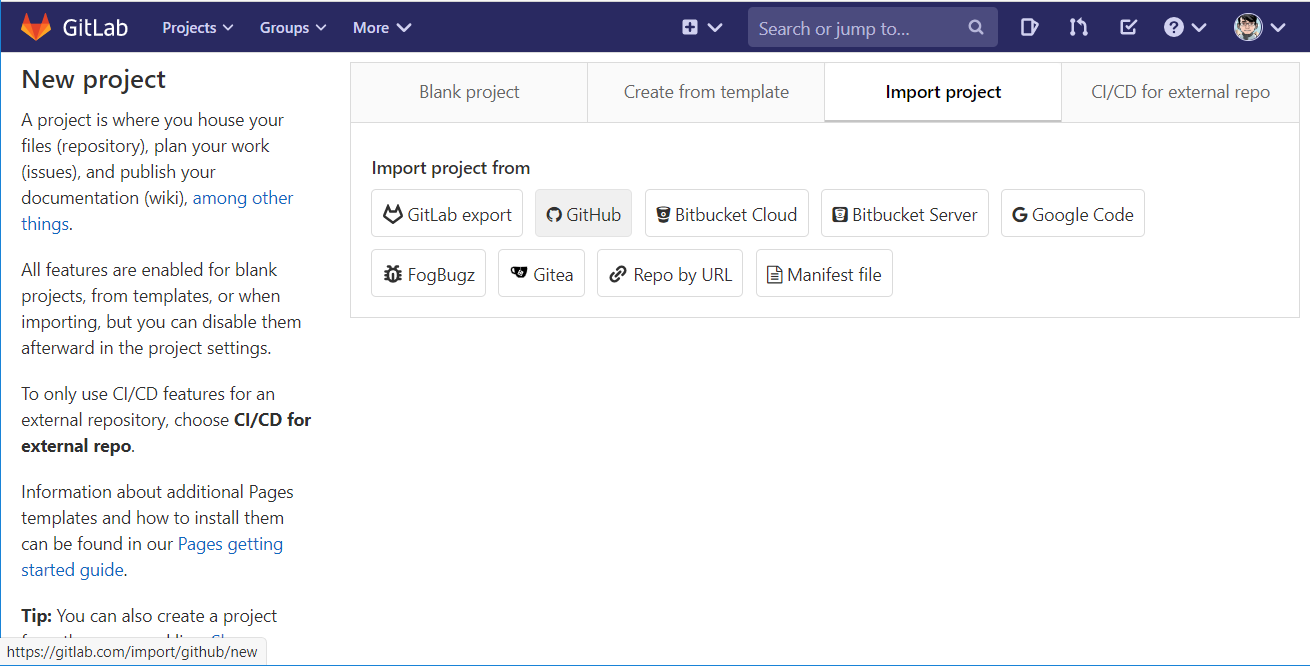 GitLab Projects Groups More Search or jump to...
New project
A project is where you house your
files (repository), plan your work
(issues), and publish your
documentation (wiki), among other
things.
All features are enabled for blank
projects, from templates, or when
importing, but you can disable them
afterward in the project settings.
To only use CI/CD features for an
external repository, choose CI/CD for
external repo.
Information about additional Pages
templates and how to install them
can be found in our Pages getting
started guide.
Tip: You can also create a project
https://gitlab.com/import/github/new
Blank project Create from template Import project CI/CD for external repo
Import project from
GitLab export GitHub Bitbucket Cloud Bitbucket Server Google Code
FogBugz Gitea Repo by URL Manifest file